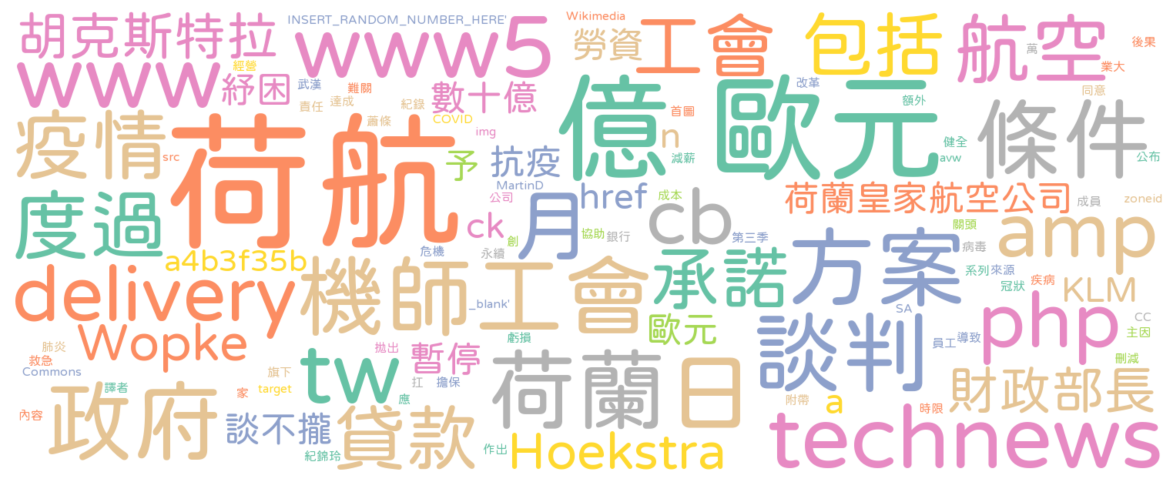 胡克斯特拉
INSERT_RANDOM_NUMBER_HERE'
www5
Wikimedia
工會
勞資
包括
航空
萬
後果
業大
www
經營
紓困
武漢
難關
責任
達成
紀錄
蕭條
數十億
COVID
img
億
歐元
首圖
n
減薪
改革
額外
同意
條件
健全
avw
公布
疫情
src
荷航
予
抗疫
MartinD
公司
月
href
成本
cb
第三季
荷蘭皇家航空公司
成員
zoneid
關頭
amp
病毒
度過
a4b3f35b
ck
創
協助
銀行
永續
危機
承諾
方案
系列
來源
冠狀
疾病
KLM
CC
delivery
機師工會
_blank'
歐元
SA
php
主因
Wopke
肺炎
救急
Commons
拋出
暫停
虧損
談判
員工
導致
刪減
tw
旗下
target
扛
擔保
應
譯者
家
政府
內容
荷蘭日
附帶
a
時限
財政部長
談不攏
貸款
紀錦玲
作出
Hoekstra
technews